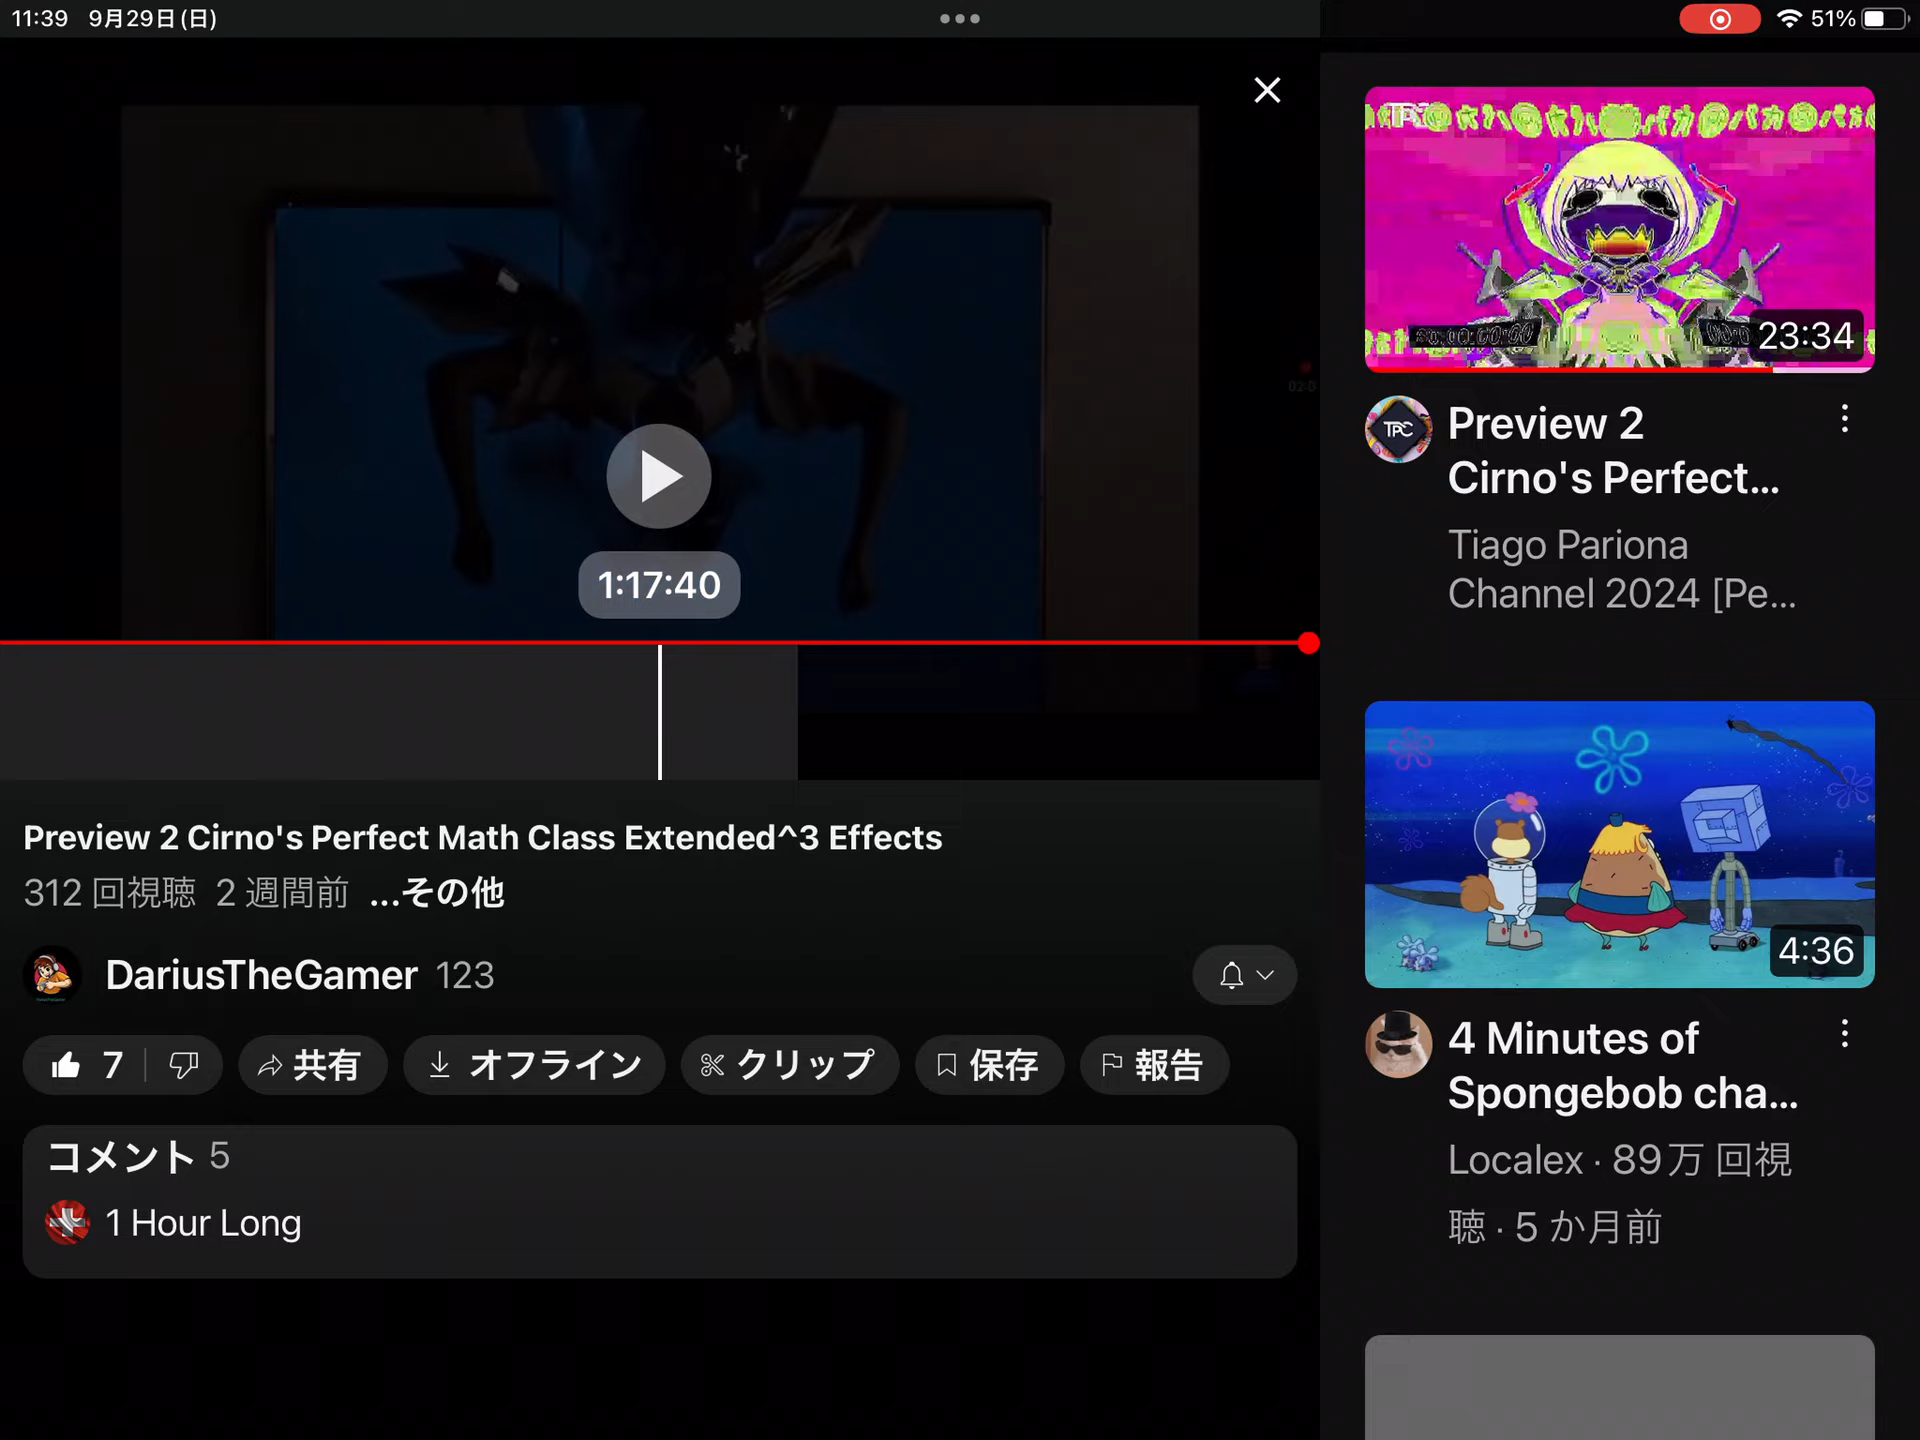 11:39 9月29日(日)
51%
1:17:40
Preview 2 Cirno's Perfect Math Class Extended^3 Effects
312 回視聴 2 週間前 ...その他
DariusTheGamer 123
7 共有 オフライン クリップ 保存 報告
コメント 5
1 Hour Long
23:34
TPC
Preview 2
Cirno's Perfect...
Tiago Pariona
Channel 2024 [Pe...
4:36
4 Minutes of
Spongebob cha...
Localex · 89万 回視
聴 · 5 か月前